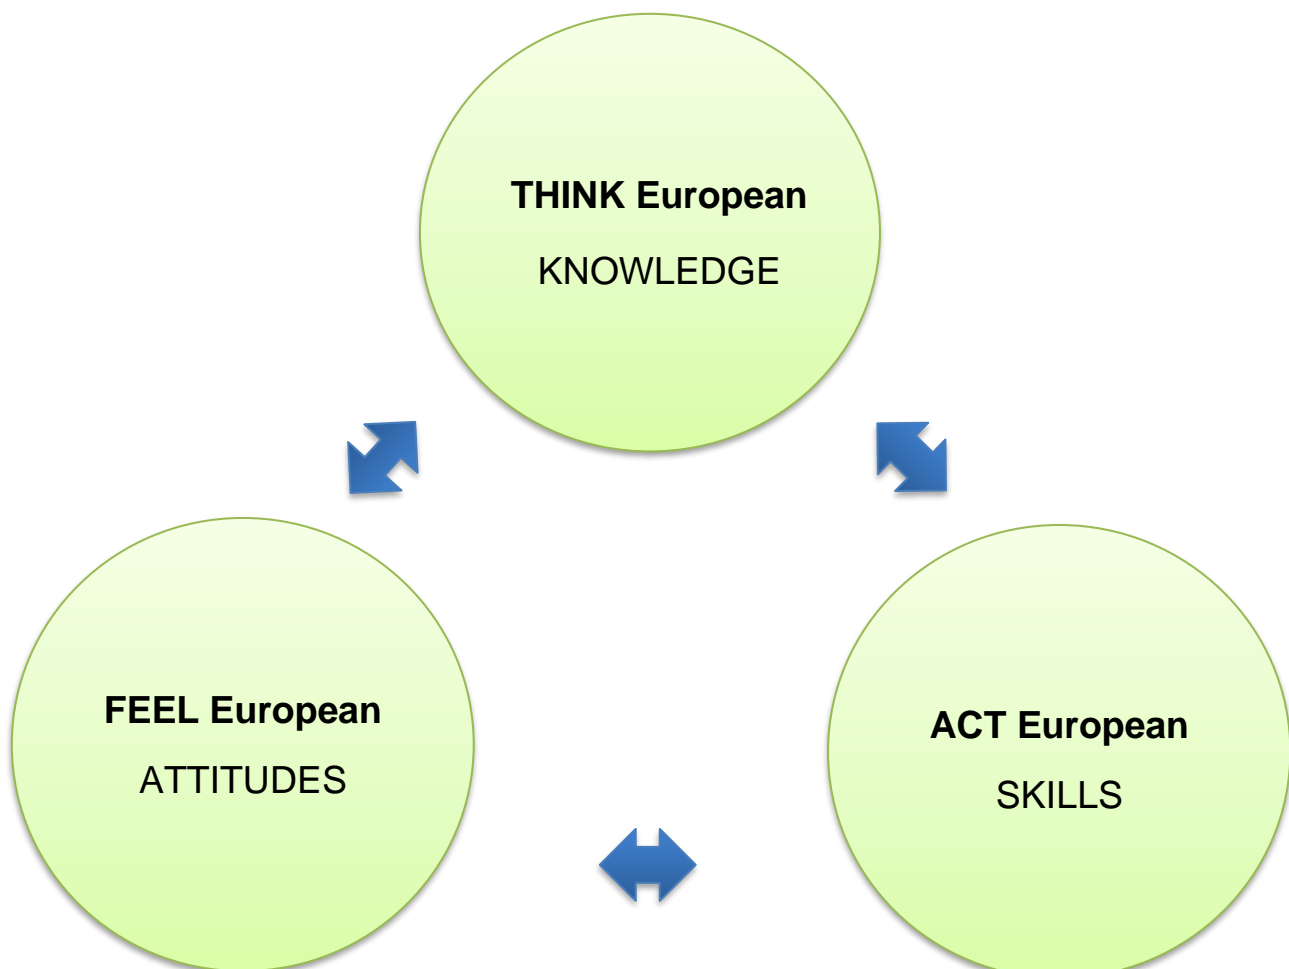 THINK European
KNOWLEDGE
FEEL European
ATTITUDES
ACT European
SKILLS